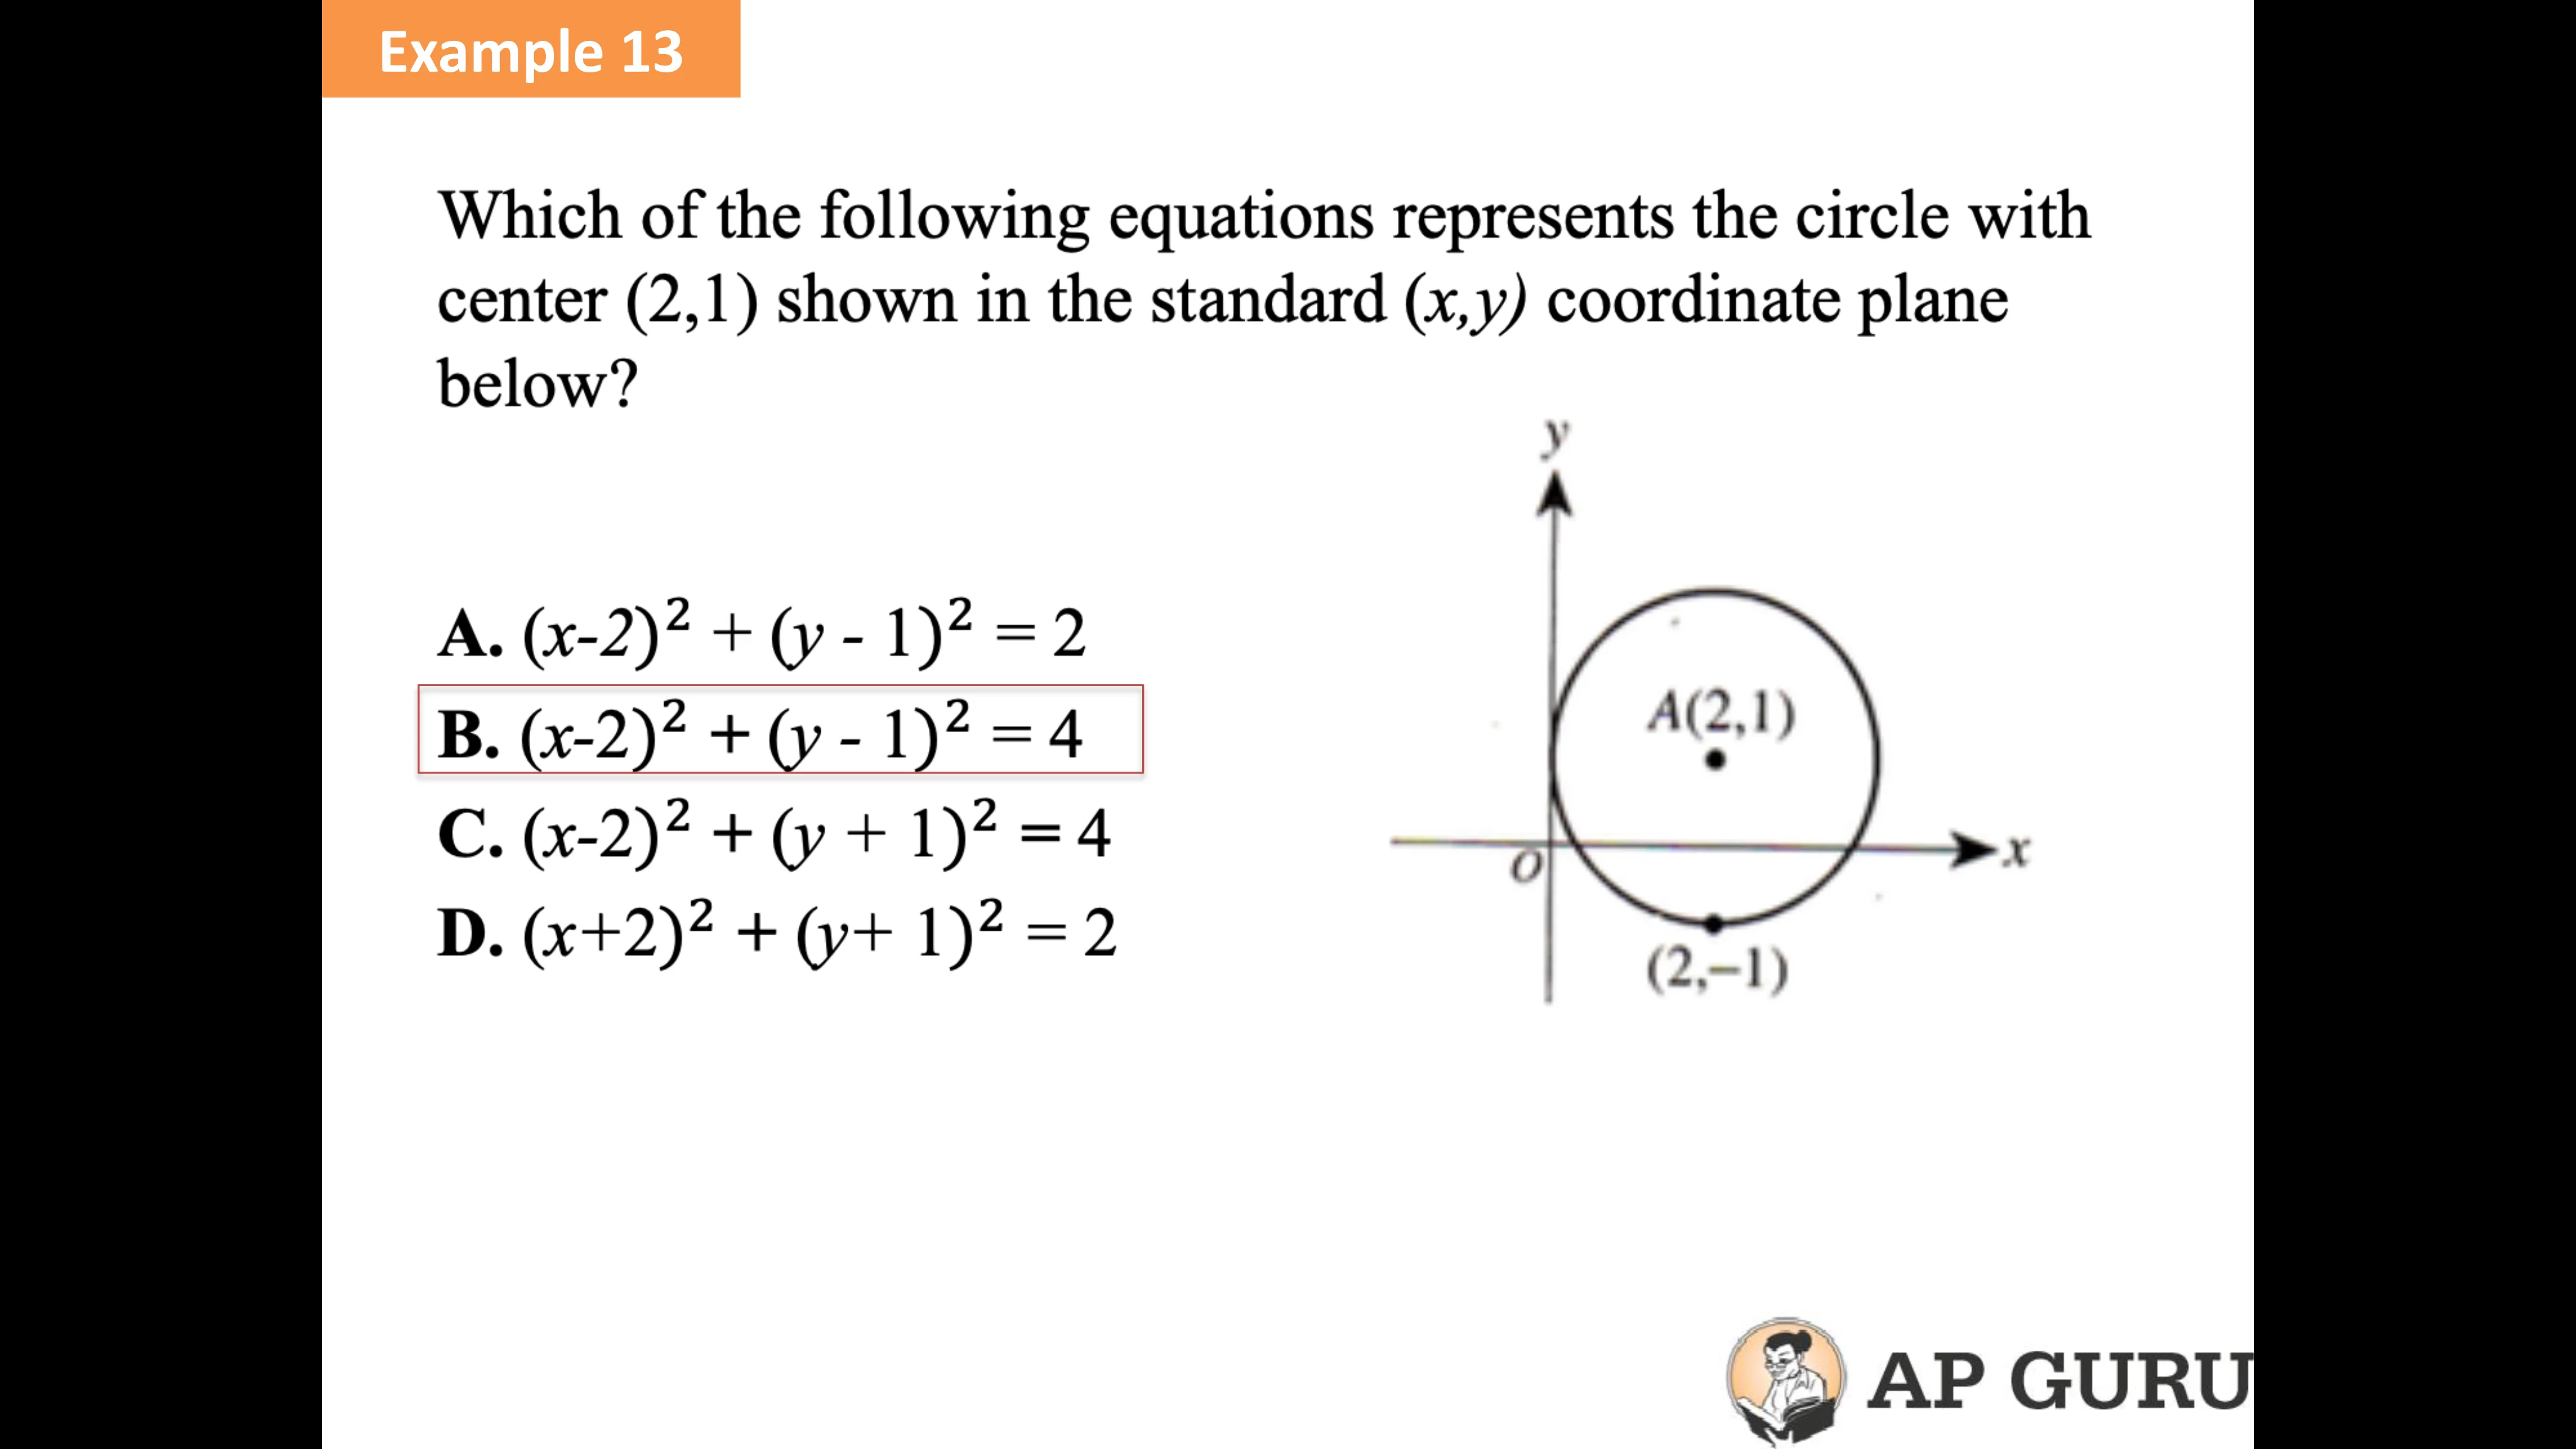 Example 13
Which of the following equations represents the circle with
center (2,1) shown in the standard (x,y) coordinate plane
below?
A. (x-2)² + (y - 1)² = 2
B. (x-2)² + (y - 1)² = 4
C. (x-2)² + (y + 1)² = 4
D. (x+2)² + (y+ 1)² = 2
y
A(2,1)
O
x
(2,−1)
AP GURU